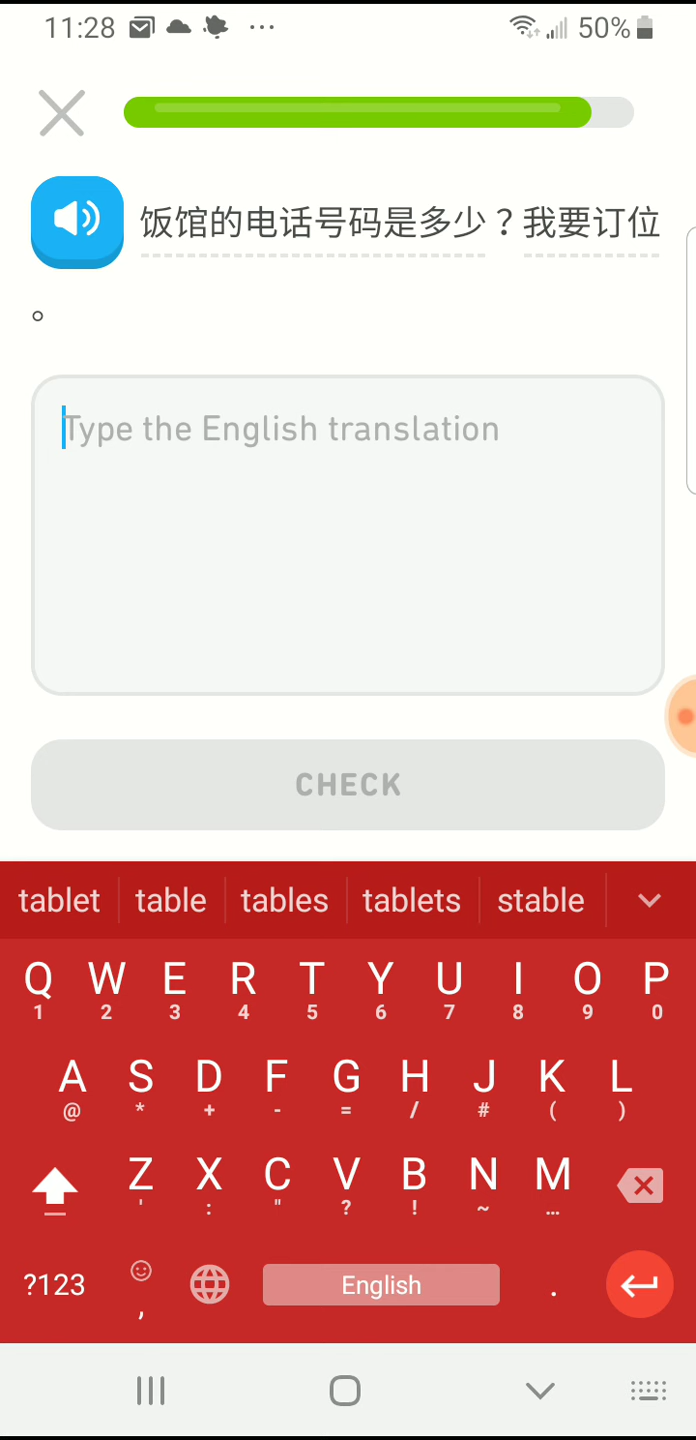 11:28 ... 50%
饭馆的电话号码是多少？我要订位
。
Type the English translation
CHECK
tablet table tables tablets stable
Q W E R T Y U I O P
1 2 3 4 5 6 7 8 9 0
A S D F G H J K L
@ * + - = / # ( )
Z X C V B N M
' : " ? ! ~ ...
?123 , English .